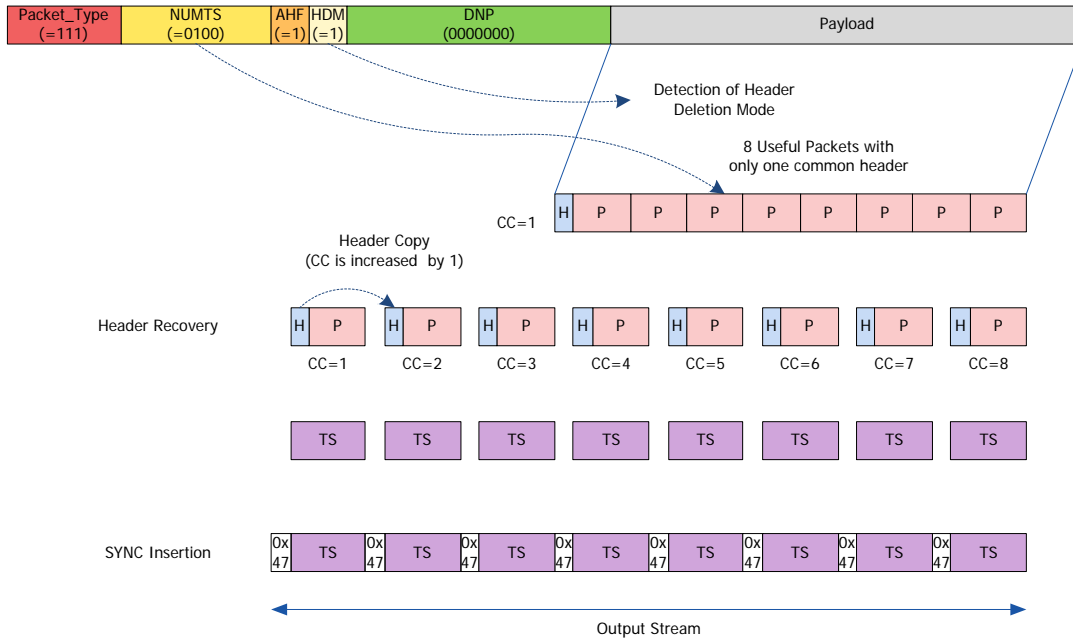 Packet_Type
(=111)
NUMTS
(=0100)
AHF
(=1)
HDM
(=1)
DNP
(0000000)
Payload
Detection of Header
Deletion Mode
8 Useful Packets with
only one common header
CC=1
H P P P P P P P P
Header Copy
(CC is increased by 1)
Header Recovery
H P H P H P H P H P H P H P H P
CC=1 CC=2 CC=3 CC=4 CC=5 CC=6 CC=7 CC=8
TS TS TS TS TS TS TS TS
SYNC Insertion
0x
47 TS 0x
47 TS 0x
47 TS 0x
47 TS 0x
47 TS 0x
47 TS 0x
47 TS 0x
47 TS
Output Stream